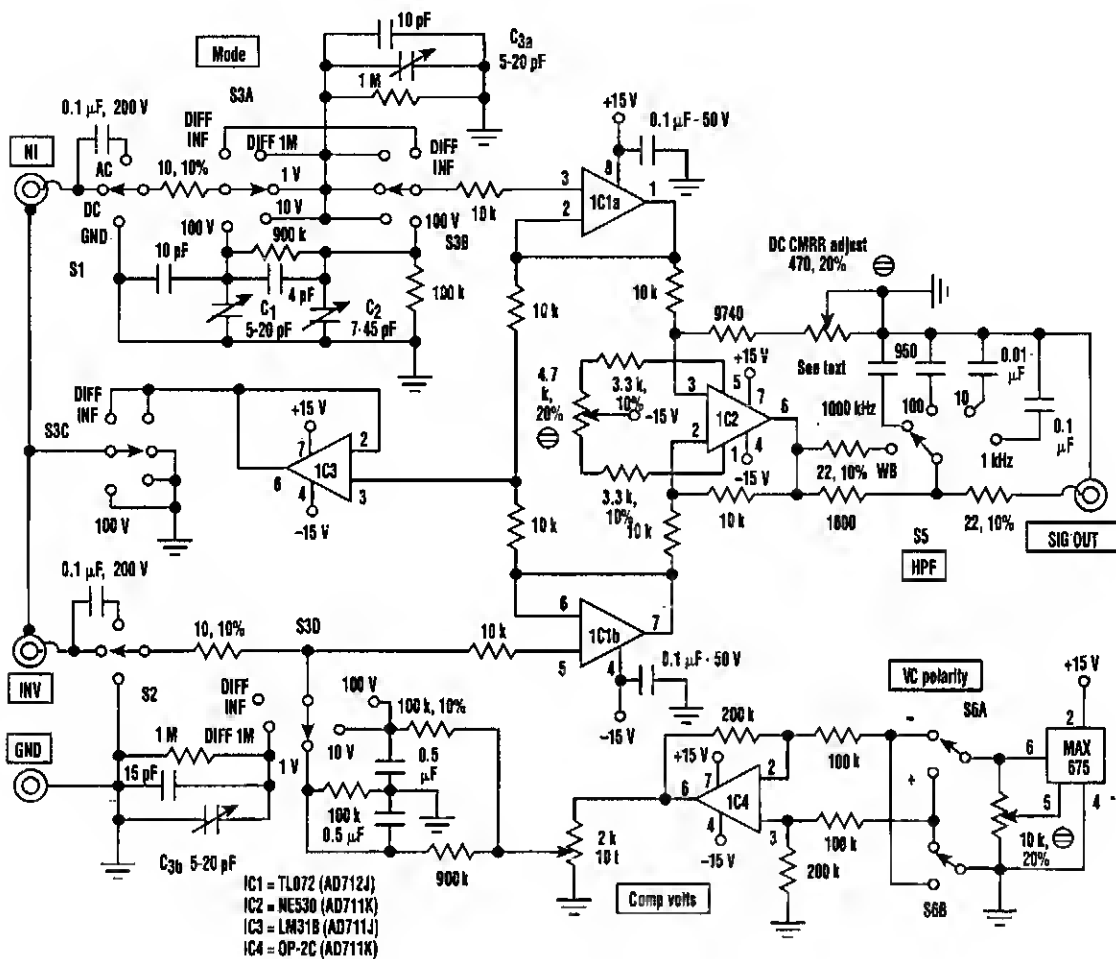 10 pF
C3a
5-20 pF
Mode
1 M
S3A
0.1 µF, 200 V
+15 V
0.1 µF - 50 V
DIFF
INF
DIFF 1M
DIFF
INF
NI
AC
10, 10%
1 V
8
3
1
1C1a
2
10 k
DC
10 V
GND
100 V
900 k
100 V
S3B
S1
10 pF
4 pF
C1
5-20 pF
C2
7-45 pF
100 k
10 k
10 k
DC CMRR adjust
470, 20%
9740
See text
950
0.01
µF
DIFF
INF
S3C
100 V
+15 V
7
2
1C3
6
4
3
–15 V
4.7
k,
20%
3.3 k,
10%
–15 V
+15 V
5
7
3
1C2
6
2
1
4
–15 V
3.3 k,
10%
1000 kHz
100
10
0.1
µF
1 kHz
22, 10%
WB
10 k
10 k
10 k
1800
22, 10%
S5
HPF
SIG OUT
0.1 µF, 200 V
10, 10%
S3D
10 k
6
7
1C1b
5
4
0.1 µF - 50 V
–15 V
INV
S2
DIFF
INF
GND
1 M
DIFF 1M
15 pF
1 V
C3b 5-20 pF
100 V
100 k, 10%
10 V
0.5
µF
100 k
0.5 µF
900k
2 k
10 t
Comp volts
200 k
+15 V
7
2
6
1C4
4
3
–15 V
100 k
100 k
200 k
VC polarity
S6A
-
+
S6B
+15 V
2
6
MAX
675
5
4
10 k,
20%
IC1 = TL072 (AD712J)
IC2 = NE530 (AD711K)
IC3 = LM318 (AD711J)
IC4 = OP-2C (AD711K)